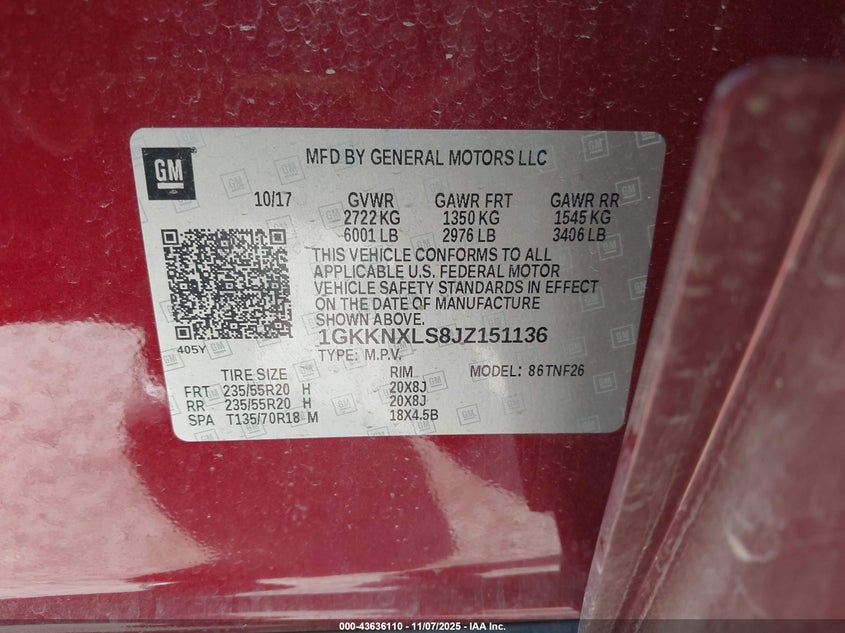 GM
MFD BY GENERAL MOTORS LLC
10/17 GVWR GAWR FRT GAWR RR
2722 KG 1350 KG 1545 KG
6001 LB 2976 LB 3406 LB
THIS VEHICLE CONFORMS TO ALL
APPLICABLE U.S. FEDERAL MOTOR
VEHICLE SAFETY STANDARDS IN EFFECT
ON THE DATE OF MANUFACTURE
SHOWN ABOVE.
405Y 1GKKNXLS8JZ151136
TYPE: M.P.V.
TIRE SIZE RIM MODEL: 86TNF26
FRT 235/55R20 H 20X8J
RR 235/55R20 H 20X8J
SPA T135/70R18 M 18X4.5B
000-43636110 - 11/07/2025 - IAA Inc.